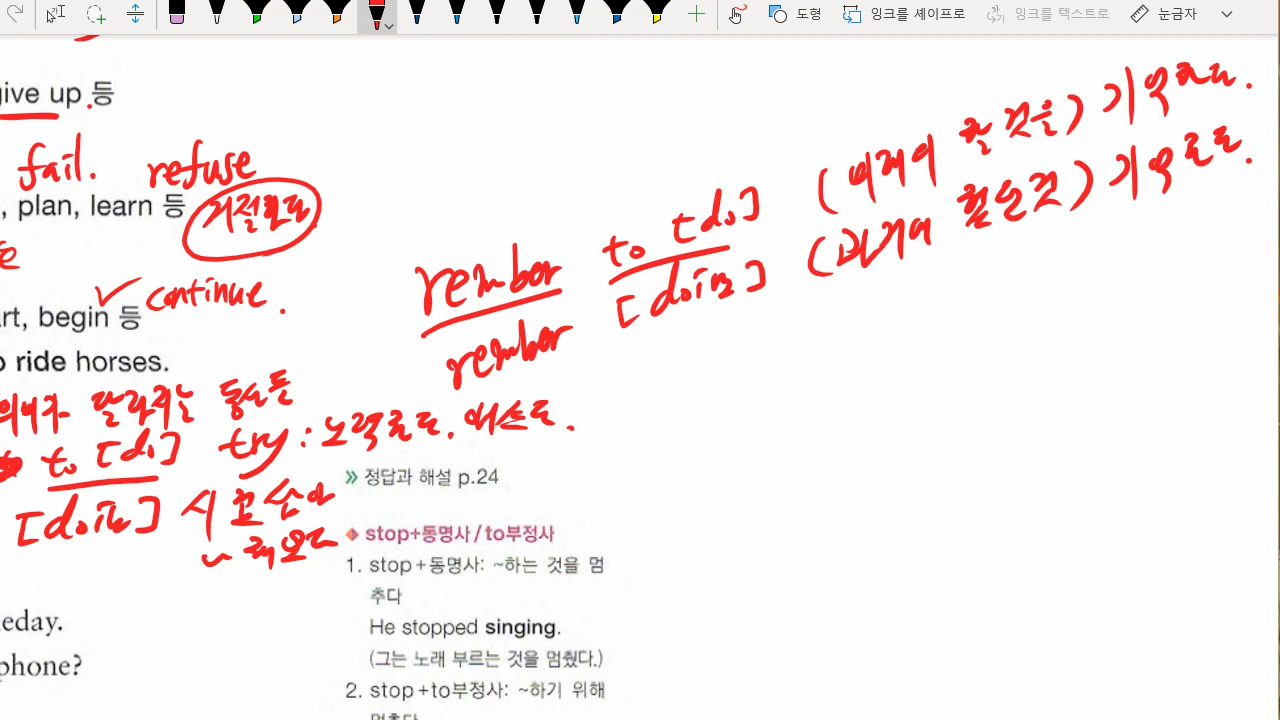 도형 잉크를 셰이프로 잉크를 텍스트로 눈금자
give up 등
fail. refuse
, plan, learn 등
거절하다
continue.
art, begin 등
o ride horses.
rember to [do] (미래에 할 것을) 기억하다.
rember [doing] (과거에 했던것) 기억하다.
의미가 달라지는 동사들
to [do] try : 노력하다.
[doing] 시험삼아
해보다
» 정답과 해설 p.24
stop+동명사/to부정사
1. stop+동명사: ~하는 것을 멈
추다
He stopped singing.
(그는 노래 부르는 것을 멈췄다.)
2. stop+to부정사: ~하기 위해
멈추다
eday.
phone?